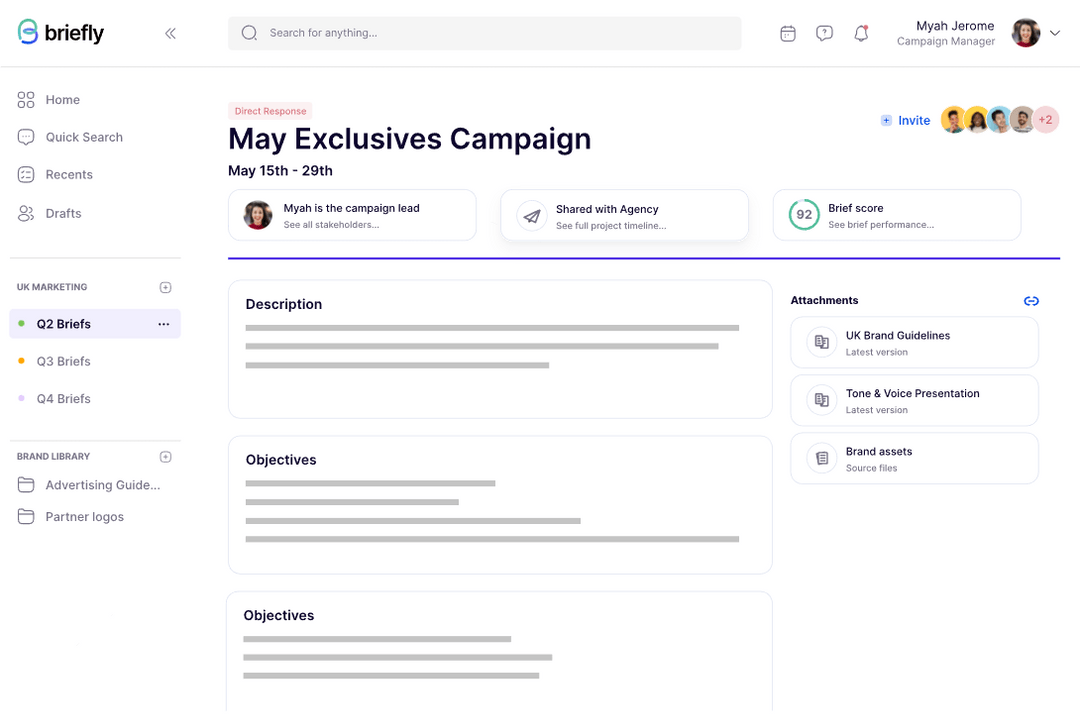 briefly
Search for anything...
?
Myah Jerome
Campaign Manager
Home
Quick Search
Recents
Drafts
UK MARKETING
Q2 Briefs
Q3 Briefs
Q4 Briefs
BRAND LIBRARY
Advertising Guide...
Partner logos
Direct Response
May Exclusives Campaign
May 15th - 29th
Invite
+2
Myah is the campaign lead
See all stakeholders...
Shared with Agency
See full project timeline...
92
Brief score
See brief performance...
Description
Objectives
Objectives
Attachments
UK Brand Guidelines
Latest version
Tone & Voice Presentation
Latest version
Brand assets
Source files